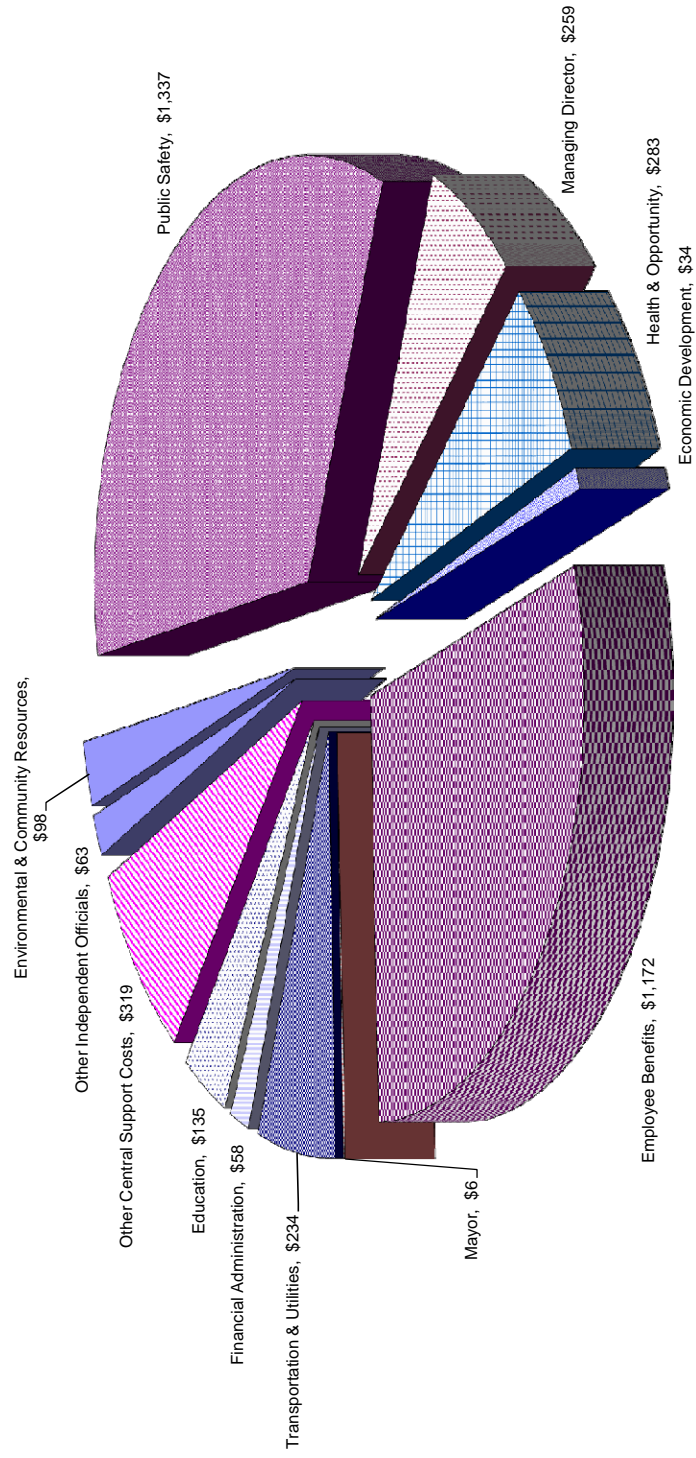 Environmental & Community Resources,
$98
Other Independent Officials, $63
Other Central Support Costs, $319
Education, $135
Financial Administration, $58
Transportation & Utilities, $234
Mayor, $6
Employee Benefits, $1,172
Public Safety, $1,337
Managing Director, $259
Health & Opportunity, $283
Economic Development, $34